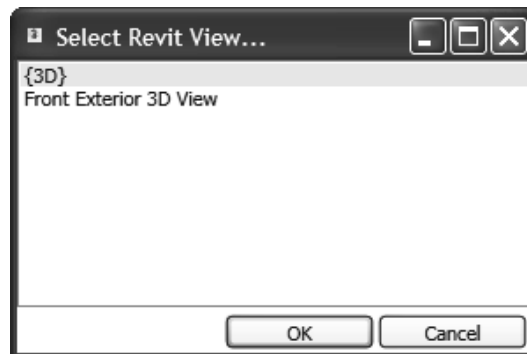 Select Revit View...
{3D}
Front Exterior 3D View
OK
Cancel